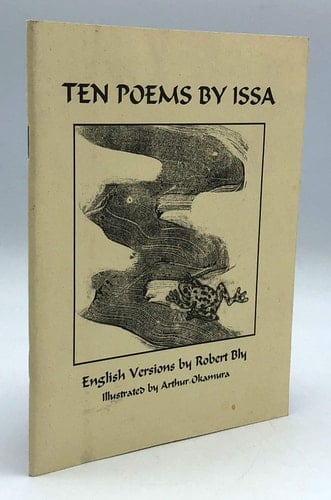 TEN POEMS BY ISSA
English Versions by Robert Bly
Illustrated by Arthur Okamura